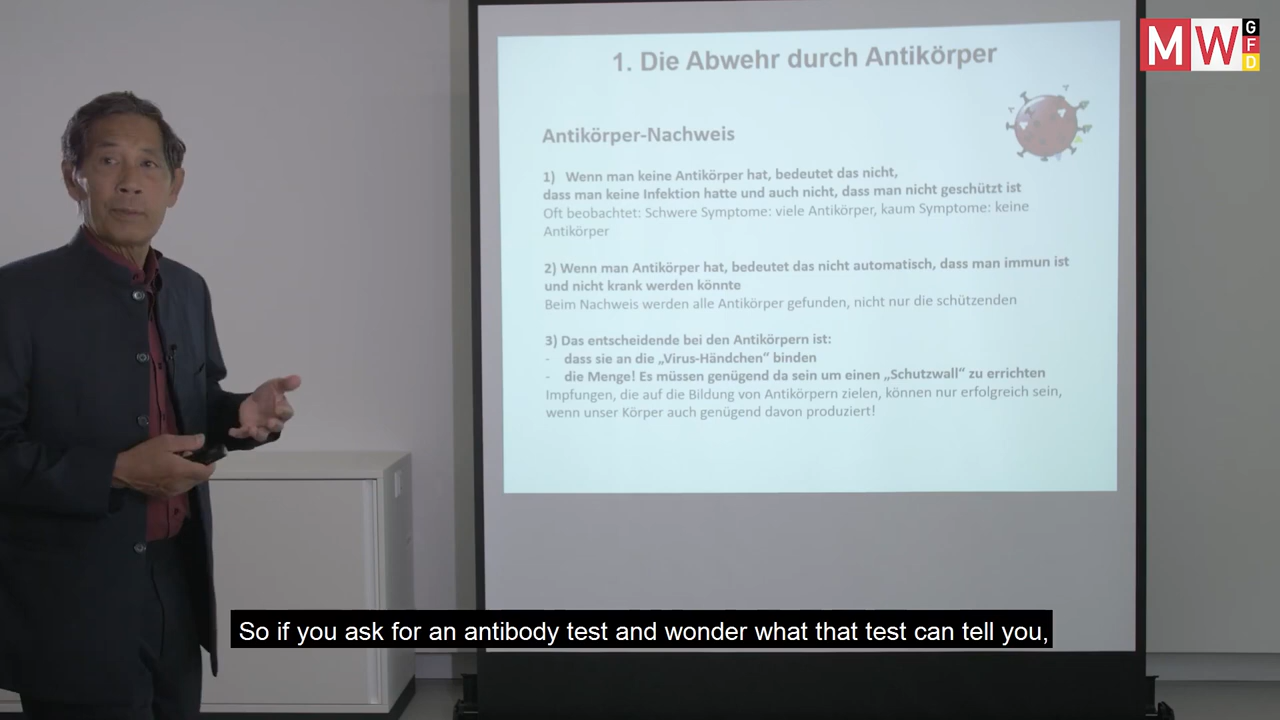 MW
G
F
D
1. Die Abwehr durch Antikörper
Antikörper-Nachweis
1) Wenn man keine Antikörper hat, bedeutet das nicht,
dass man keine Infektion hatte und auch nicht, dass man nicht geschützt ist
Oft beobachtet: Schwere Symptome: viele Antikörper, kaum Symptome: keine
Antikörper
2) Wenn man Antikörper hat, bedeutet das nicht automatisch, dass man immun ist
und nicht krank werden könnte
Beim Nachweis werden alle Antikörper gefunden, nicht nur die schützenden
3) Das entscheidende bei den Antikörpern ist:
- dass sie an die „Virus-Händchen“ binden
- die Menge! Es müssen genügend da sein um einen „Schutzwall“ zu errichten
Impfungen, die auf die Bildung von Antikörpern zielen, können nur erfolgreich sein,
wenn unser Körper auch genügend davon produziert!
So if you ask for an antibody test and wonder what that test can tell you,